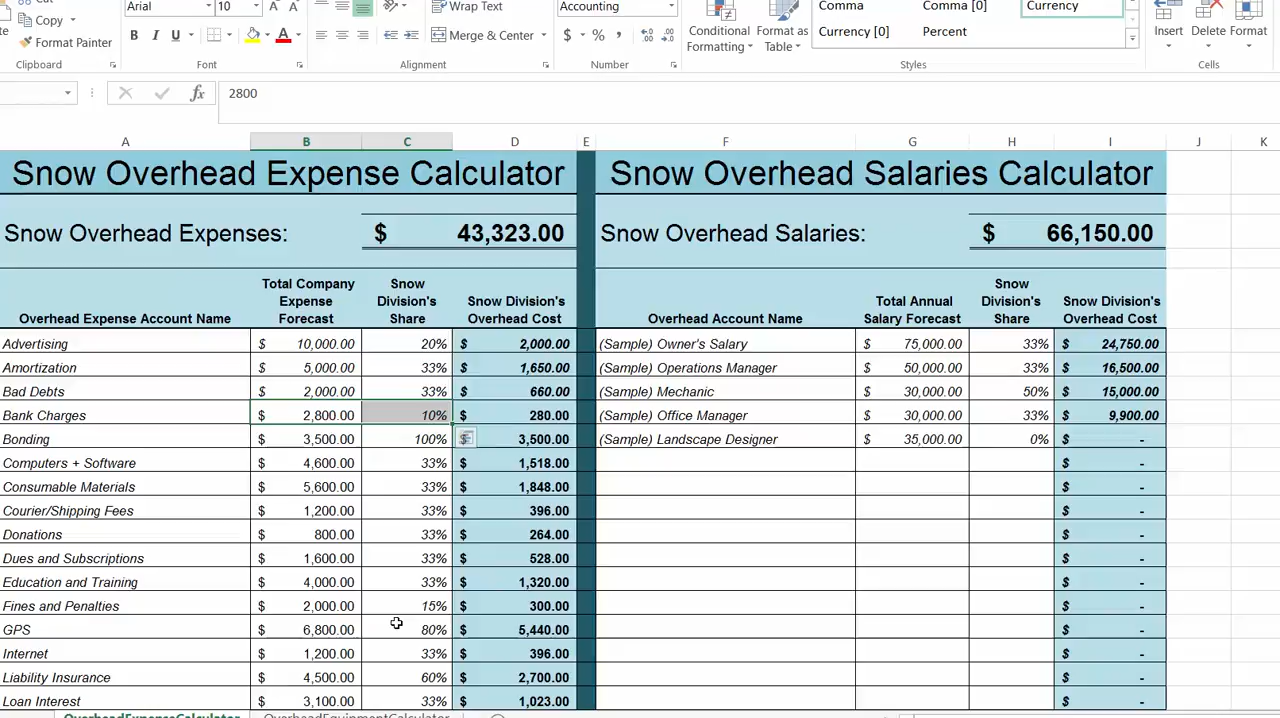 Cut
Arial 10 Wrap Text Accounting Comma Comma [0] Currency
Copy
Format Painter B I U A Merge & Center $ % , Conditional Formatting Format as Table Currency [0] Percent Insert Delete Format
Clipboard Font Alignment Number Styles Cells
fx 2800
A B C D E F G H I J K
Snow Overhead Expense Calculator Snow Overhead Salaries Calculator
Snow Overhead Expenses: $ 43,323.00 Snow Overhead Salaries: $ 66,150.00
Overhead Expense Account Name Total Company Expense Forecast Snow Division's Share Snow Division's Overhead Cost Overhead Account Name Total Annual Salary Forecast Snow Division's Share Snow Division's Overhead Cost
Advertising $ 10,000.00 20% $ 2,000.00 (Sample) Owner's Salary $ 75,000.00 33% $ 24,750.00
Amortization $ 5,000.00 33% $ 1,650.00 (Sample) Operations Manager $ 50,000.00 33% $ 16,500.00
Bad Debts $ 2,000.00 33% $ 660.00 (Sample) Mechanic $ 30,000.00 50% $ 15,000.00
Bank Charges $ 2,800.00 10% $ 280.00 (Sample) Office Manager $ 30,000.00 33% $ 9,900.00
Bonding $ 3,500.00 100% $ 3,500.00 (Sample) Landscape Designer $ 35,000.00 0% $ -
Computers + Software $ 4,600.00 33% $ 1,518.00 $ -
Consumable Materials $ 5,600.00 33% $ 1,848.00 $ -
Courier/Shipping Fees $ 1,200.00 33% $ 396.00 $ -
Donations $ 800.00 33% $ 264.00 $ -
Dues and Subscriptions $ 1,600.00 33% $ 528.00 $ -
Education and Training $ 4,000.00 33% $ 1,320.00 $ -
Fines and Penalties $ 2,000.00 15% $ 300.00 $ -
GPS $ 6,800.00 80% $ 5,440.00 $ -
Internet $ 1,200.00 33% $ 396.00 $ -
Liability Insurance $ 4,500.00 60% $ 2,700.00 $ -
Loan Interest $ 3,100.00 33% $ 1,023.00 $ -
OverheadExpenseCalculator OverheadEquipmentCalculator